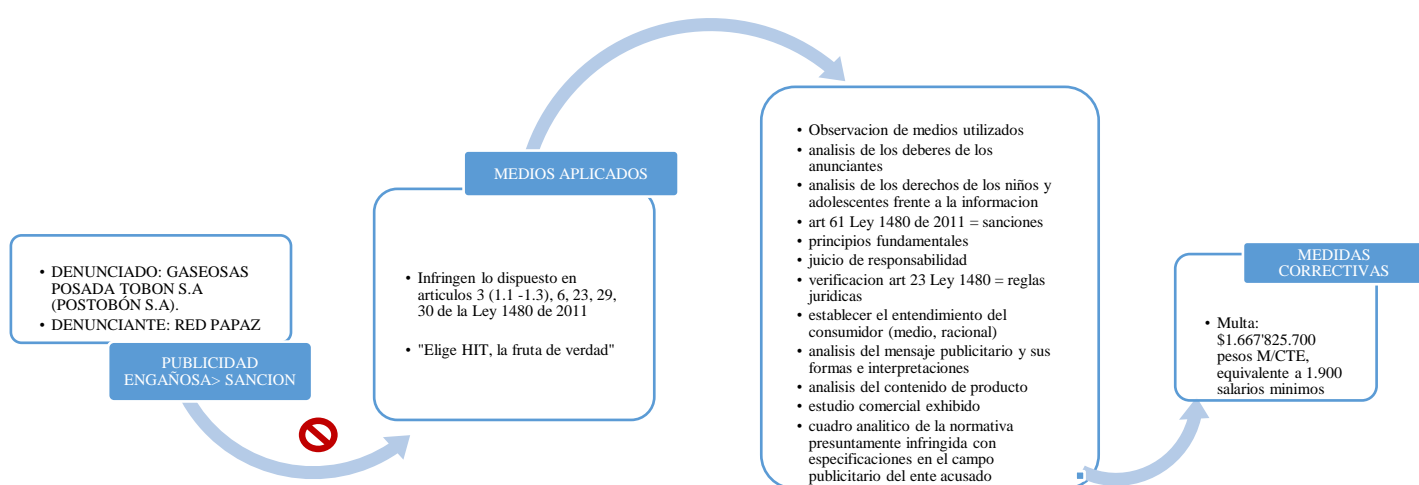 • DENUNCIADO: GASEOSAS
POSADA TOBON S.A
(POSTOBÓN S.A).
• DENUNCIANTE: RED PAPAZ
PUBLICIDAD
ENGAÑOSA> SANCION
MEDIOS APLICADOS
• Infringen lo dispuesto en
articulos 3 (1.1 -1.3), 6, 23, 29,
30 de la Ley 1480 de 2011
• "Elige HIT, la fruta de verdad"
• Observacion de medios utilizados
• analisis de los deberes de los
anunciantes
• analisis de los derechos de los niños y
adolescentes frente a la informacion
• art 61 Ley 1480 de 2011 = sanciones
• principios fundamentales
• juicio de responsabilidad
• verificacion art 23 Ley 1480 = reglas
juridicas
• establecer el entendimiento del
consumidor (medio, racional)
• analisis del mensaje publicitario y sus
formas e interpretaciones
• analisis del contenido de producto
• estudio comercial exhibido
• cuadro analitico de la normativa
presuntamente infringida con
especificaciones en el campo
publicitario del ente acusado
MEDIDAS
CORRECTIVAS
• Multa:
$1.667'825.700
pesos M/CTE,
equivalente a 1.900
salarios minimos